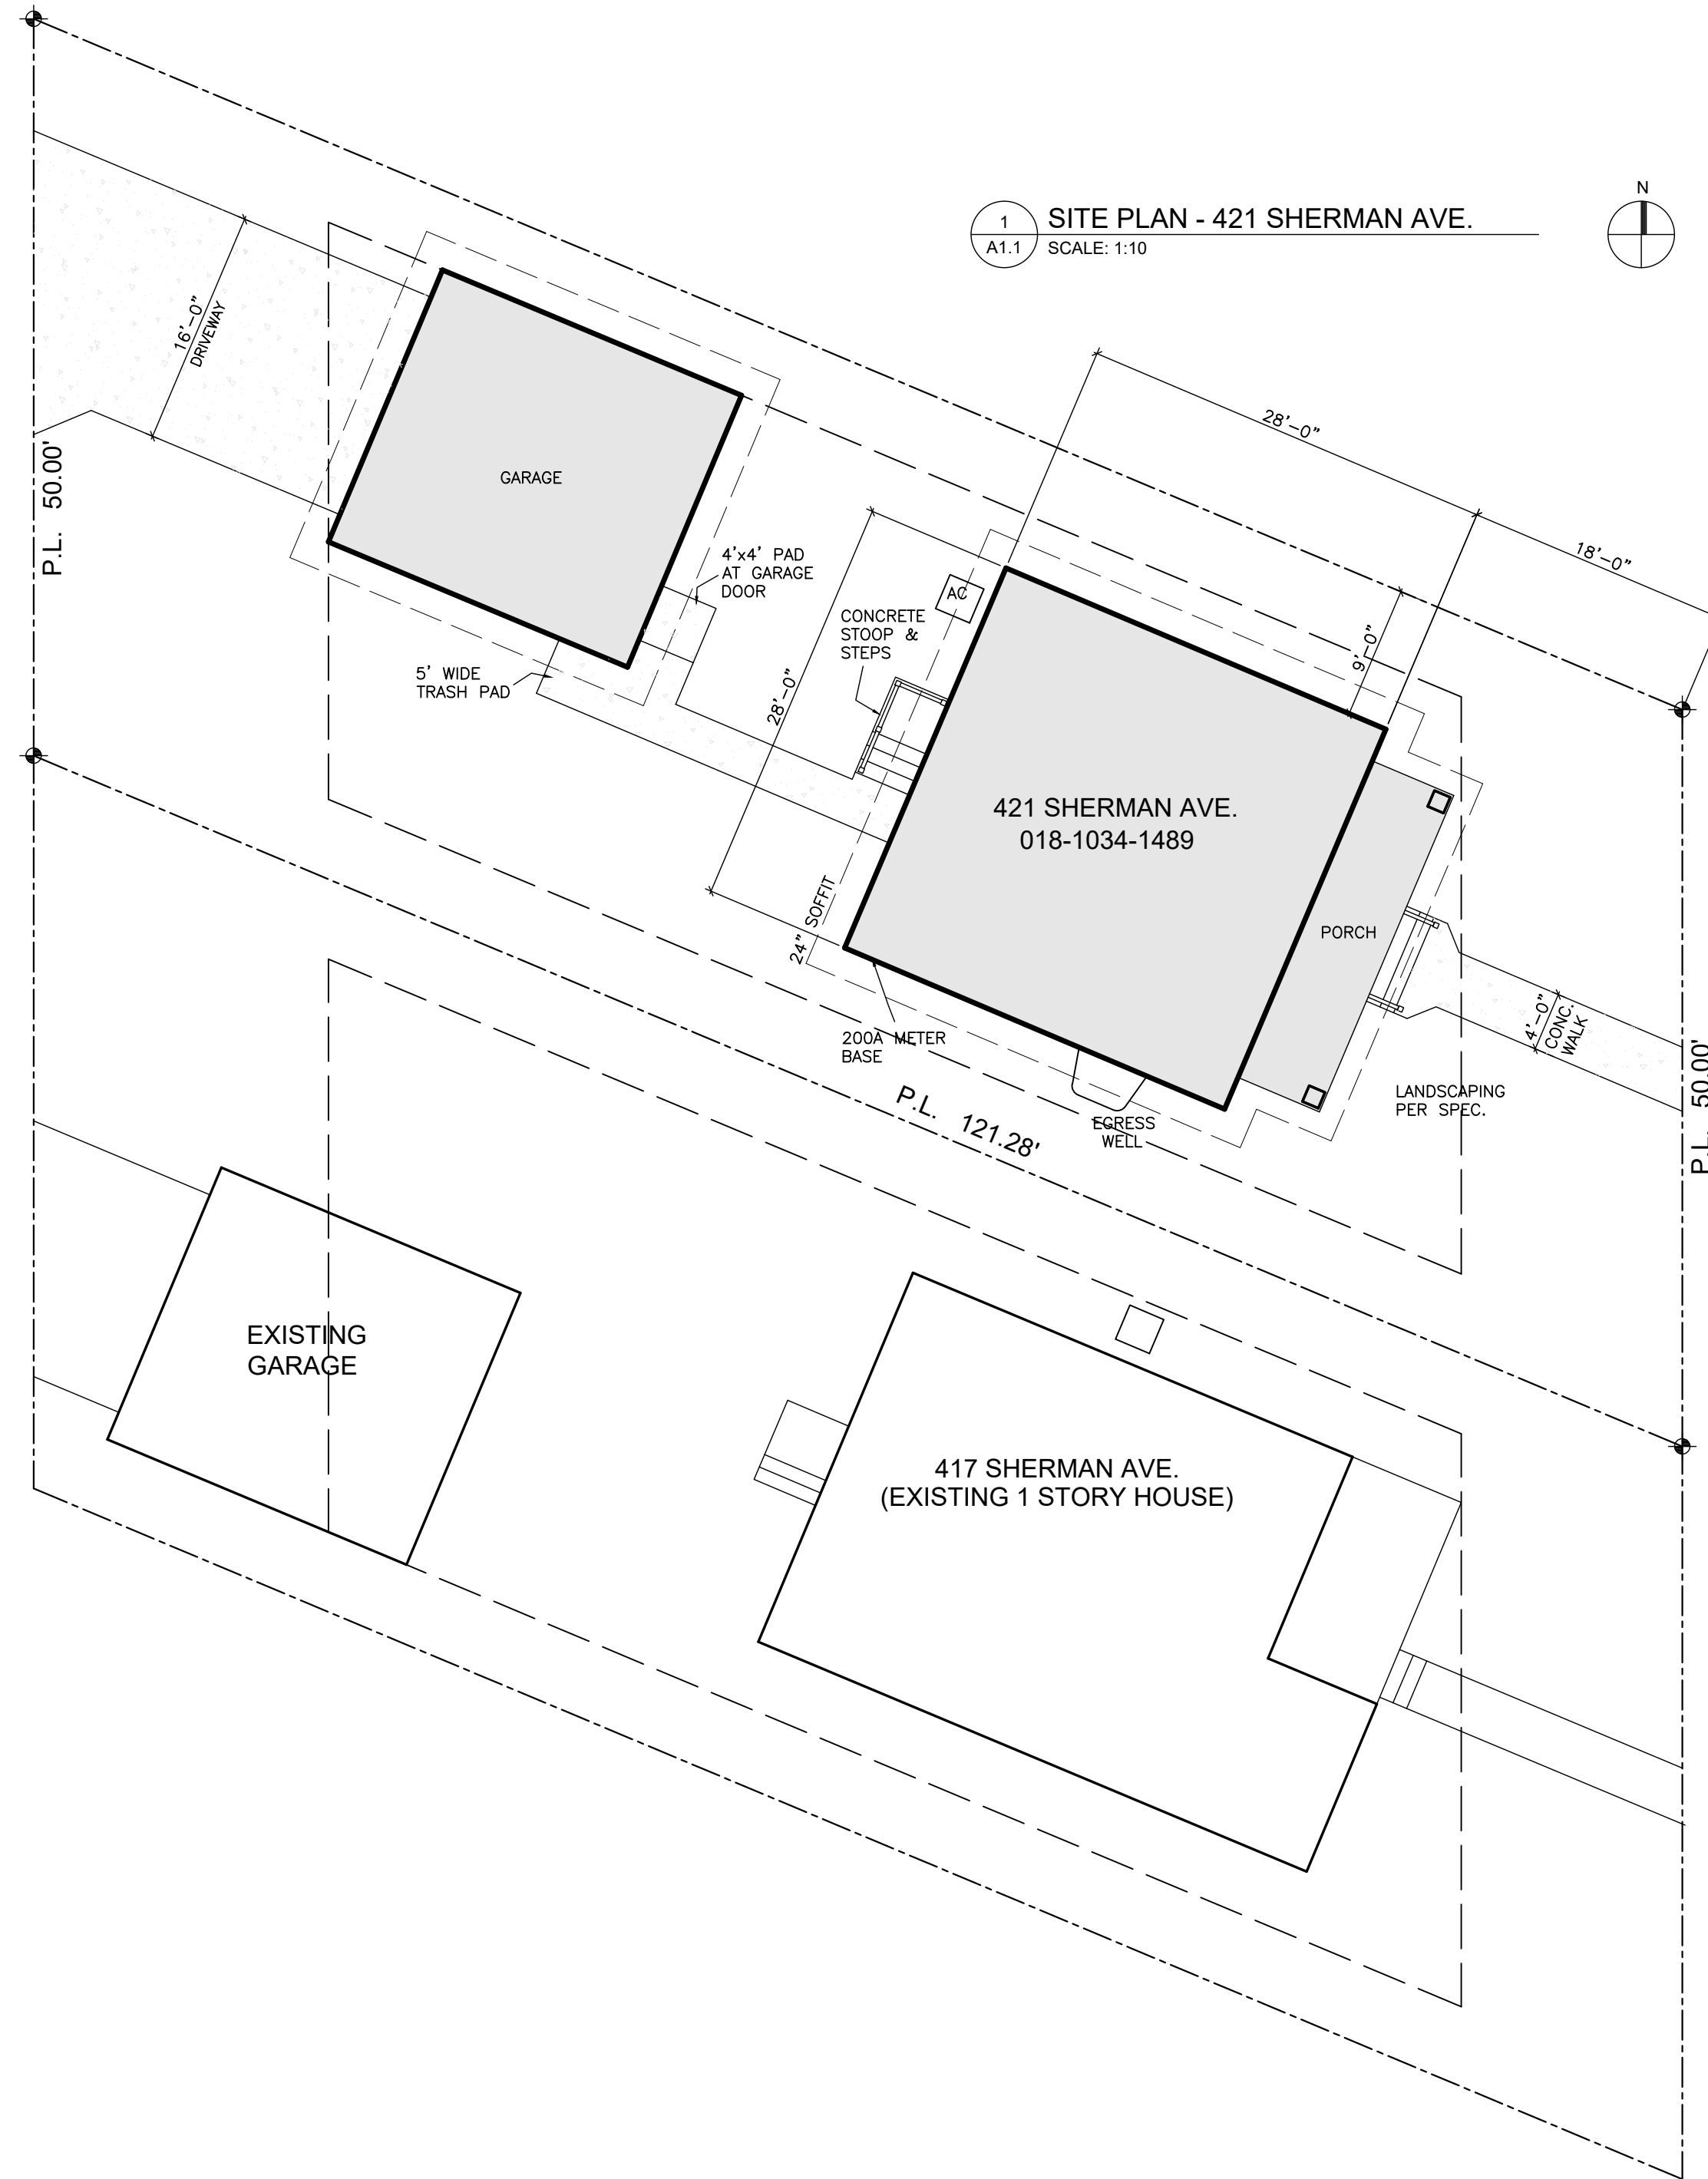 N
1
A1.1
SITE PLAN - 421 SHERMAN AVE.
SCALE: 1:10
16'-0"
DRIVEWAY
P.L. 50.00'
GARAGE
4'x4' PAD
AT GARAGE
DOOR
5' WIDE
TRASH PAD
28'-0"
18'-0"
9'-0"
AC
CONCRETE
STOOP &
STEPS
28'-0"
24" SOFFIT
421 SHERMAN AVE.
018-1034-1489
PORCH
200A METER
BASE
EGRESS
WELL
4'-0"
CONC.
WALK
LANDSCAPING
PER SPEC.
P.L. 50.00'
P.L. 121.28'
EXISTING
GARAGE
417 SHERMAN AVE.
(EXISTING 1 STORY HOUSE)